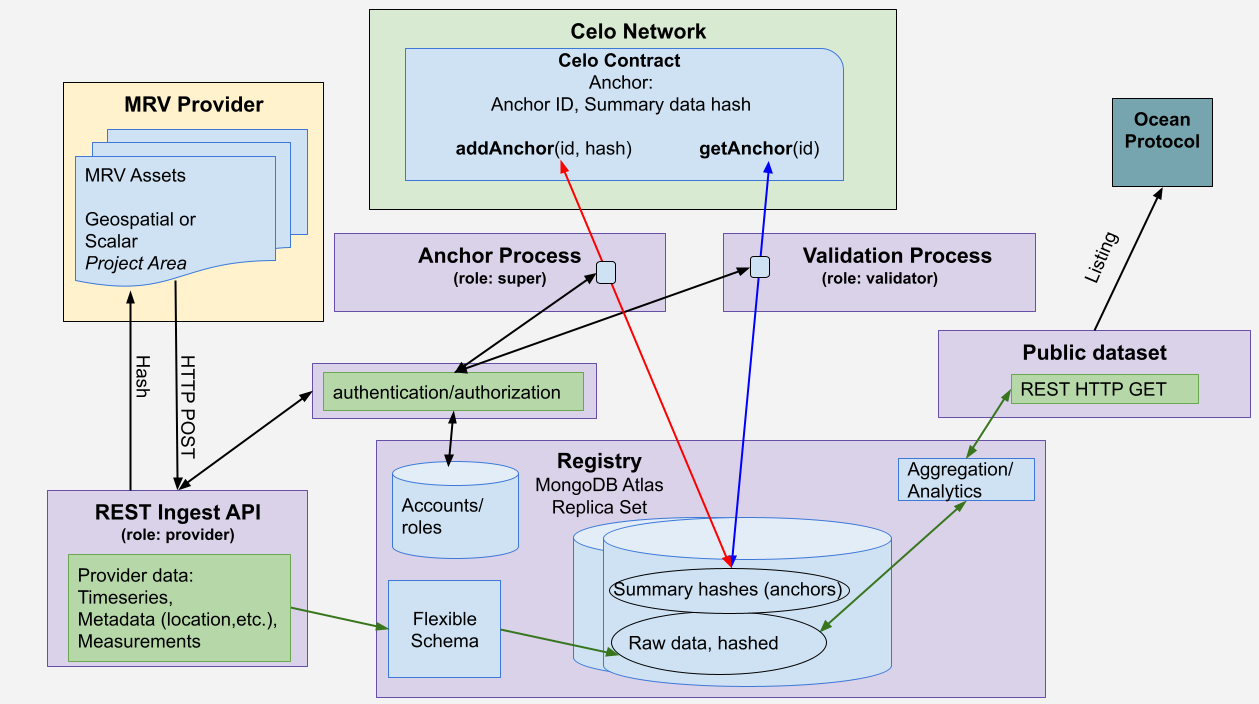 Celo Network
Celo Contract
Anchor:
Anchor ID, Summary data hash
addAnchor(id, hash)
getAnchor(id)
MRV Provider
MRV Assets
Geospatial or
Scalar
Project Area
Ocean
Protocol
Listing
Anchor Process
(role: super)
Validation Process
(role: validator)
Public dataset
REST HTTP GET
Hash
HTTP POST
authentication/authorization
Registry
MongoDB Atlas
Replica Set
Accounts/
roles
Aggregation/
Analytics
REST Ingest API
(role: provider)
Provider data:
Timeseries,
Metadata (location,etc.),
Measurements
Flexible
Schema
Summary hashes (anchors)
Raw data, hashed